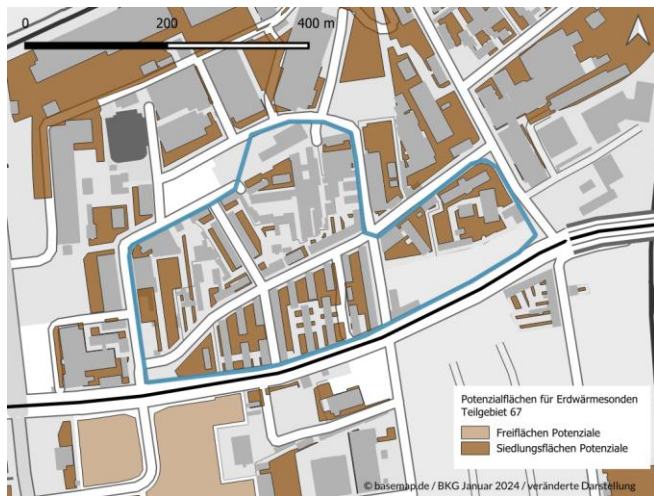 0 200 400 m
Potenzialflächen für Erdwärmesonden
Teilgebiet 67
Freiflächen Potenziale
Siedlungsflächen Potenziale
© basemap.de / BKG Januar 2024 / veränderte Darstellung